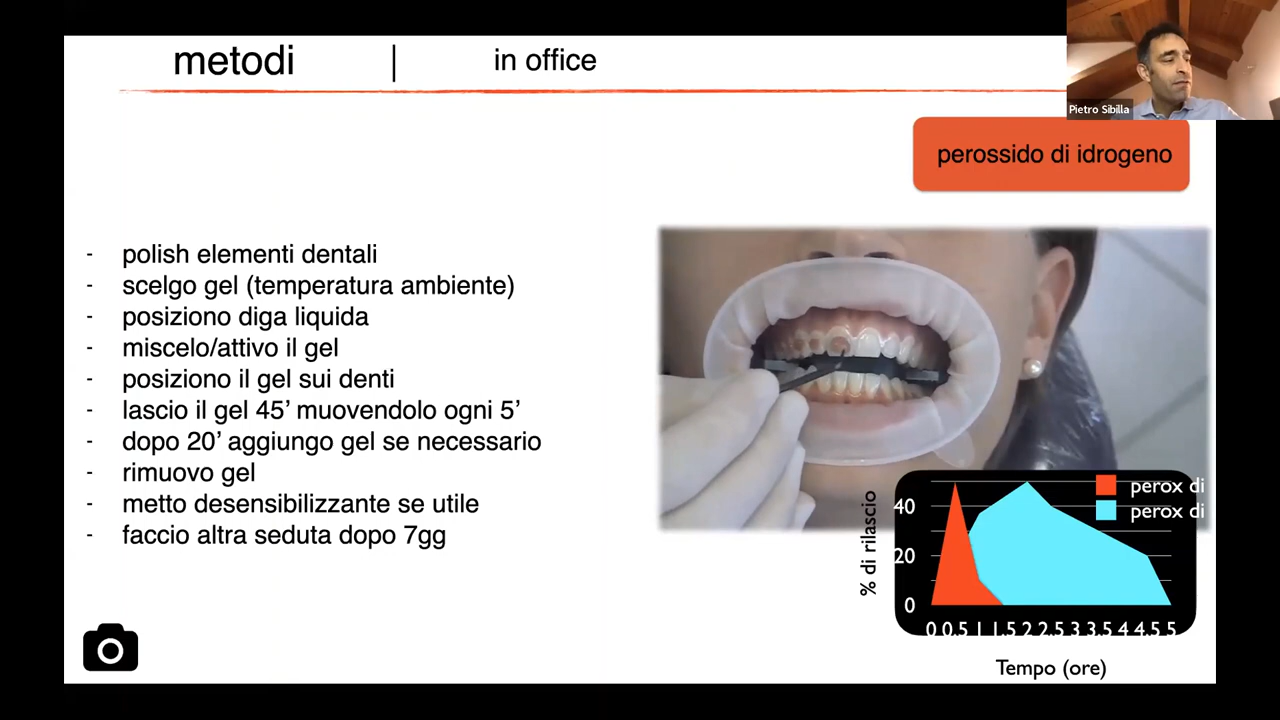 metodi | in office
Pietro Sibilla
perossido di idrogeno
- polish elementi dentali
- scelgo gel (temperatura ambiente)
- posiziono diga liquida
- miscelo/attivo il gel
- posiziono il gel sui denti
- lascio il gel 45’ muovendolo ogni 5’
- dopo 20’ aggiungo gel se necessario
- rimuovo gel
- metto desensibilizzante se utile
- faccio altra seduta dopo 7gg
perox di
perox di
% di rilascio
40
20
0
0 0.5 1 1.5 2 2.5 3 3.5 4 4.5 5
Tempo (ore)